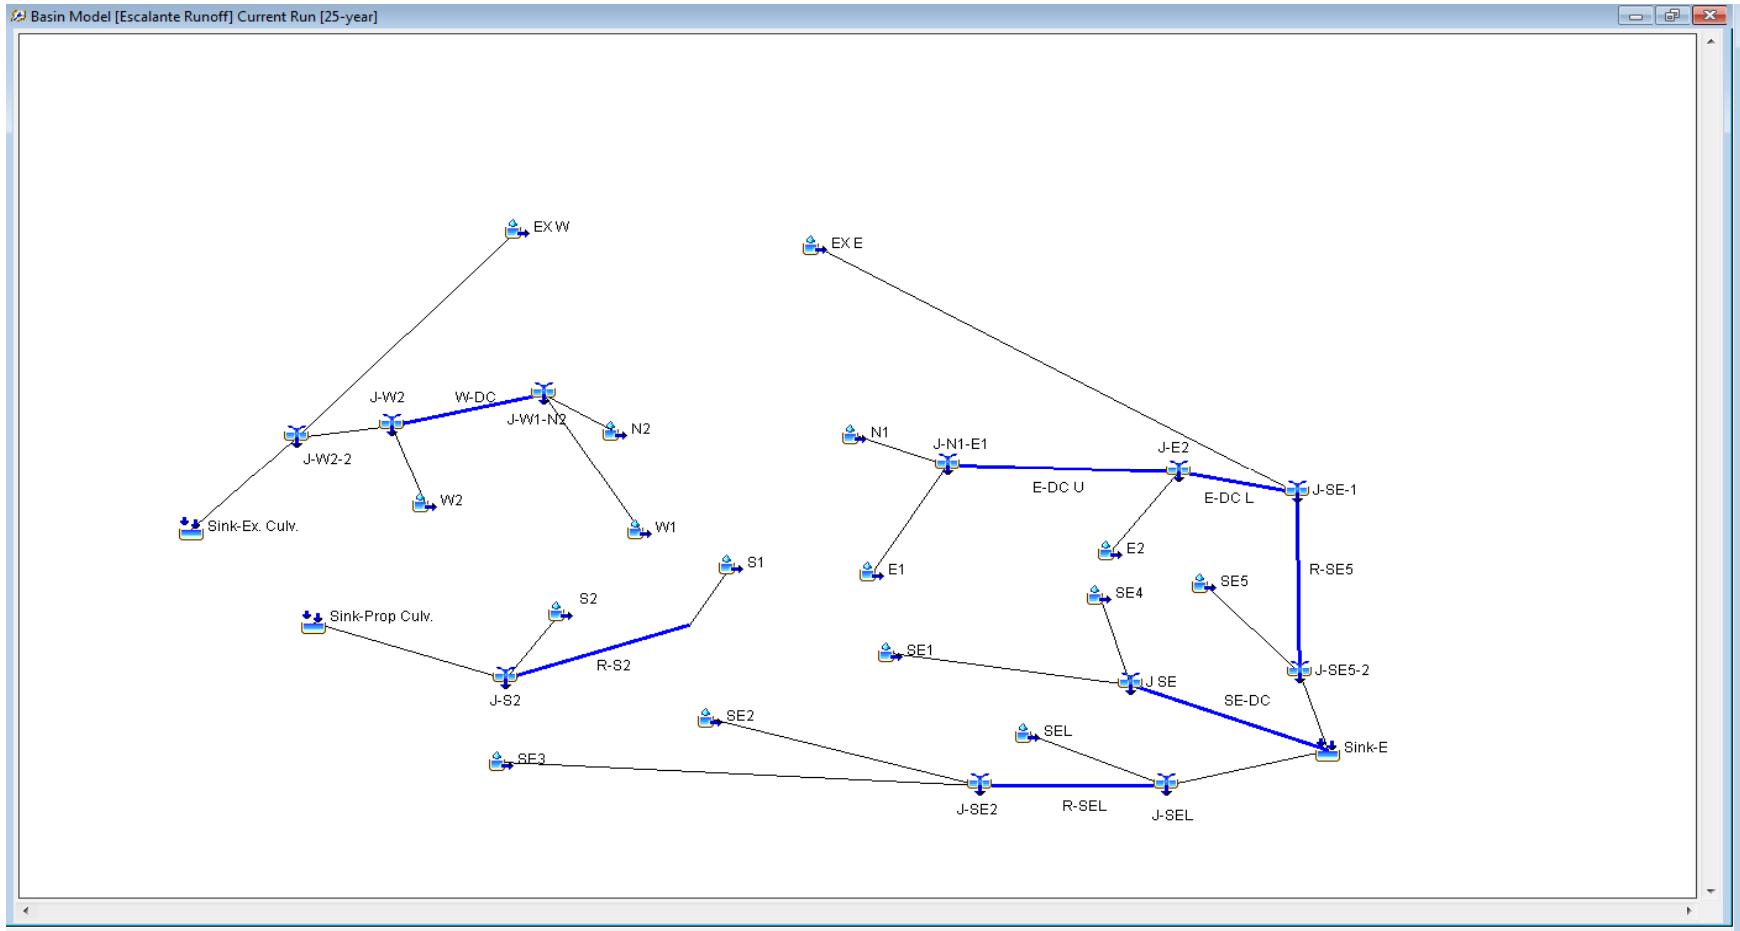 Basin Model [Escalante Runoff] Current Run [25-year]
EX W
EX E
J-W2
W-DC
J-W1-N2
N2
N1
J-N1-E1
J-E2
J-W2-2
E-DC U
E-DC L
J-SE-1
W2
Sink-Ex. Culv.
W1
E2
S1
E1
R-SE5
SE5
SE4
S2
Sink-Prop Culv.
SE1
R-S2
J-SE5-2
J SE
J-S2
SE-DC
SE2
SEL
Sink-E
SE3
J-SE2
R-SEL
J-SEL